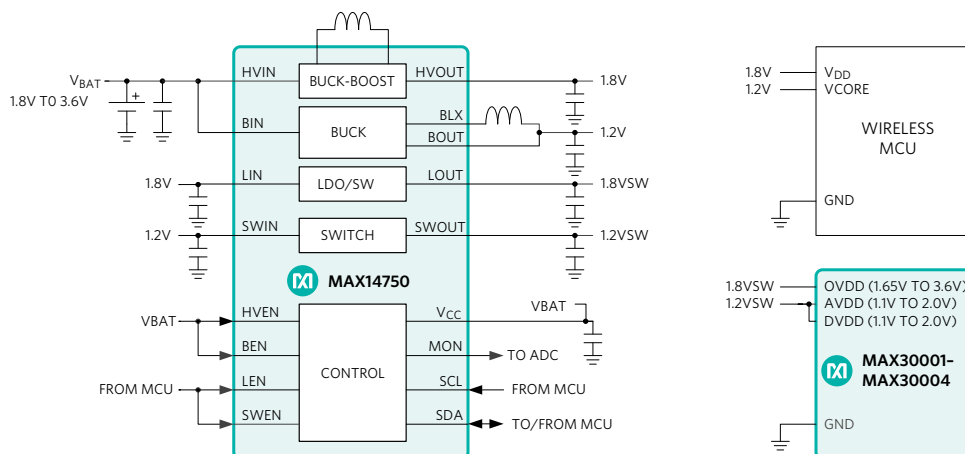 VBAT
1.8V T0 3.6V
HVIN
BUCK-BOOST
HVOUT
1.8V
BIN
BUCK
BLX
BOUT
1.2V
1.8V
LIN
LDO/SW
LOUT
1.8VSW
1.2V
SWIN
SWITCH
SWOUT
1.2VSW
MAX14750
VBAT
HVEN
BEN
FROM MCU
LEN
SWEN
CONTROL
VCC
VBAT
MON
TO ADC
SCL
FROM MCU
SDA
TO/FROM MCU
1.8V
VDD
1.2V
VCORE
WIRELESS
MCU
GND
1.8VSW
OVDD (1.65V TO 3.6V)
1.2VSW
AVDD (1.1V TO 2.0V)
DVDD (1.1V TO 2.0V)
MAX30001–
MAX30004
GND